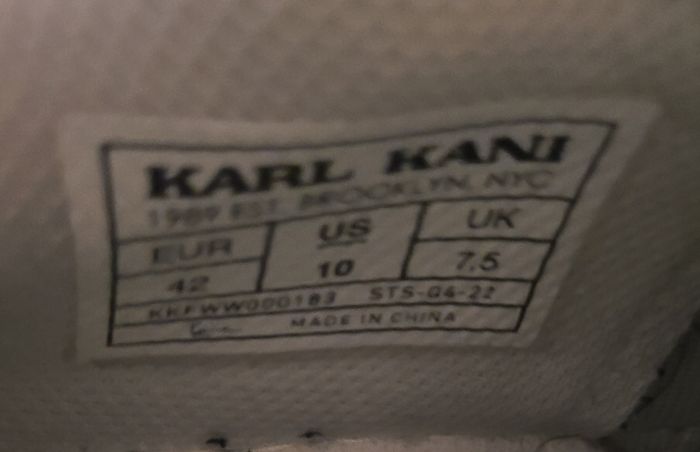 KARL KANI
1989 EST. BROOKLYN, NYC
EUR US UK
42 10 7.5
KKFWW000183 STS-Q4-22
MADE IN CHINA